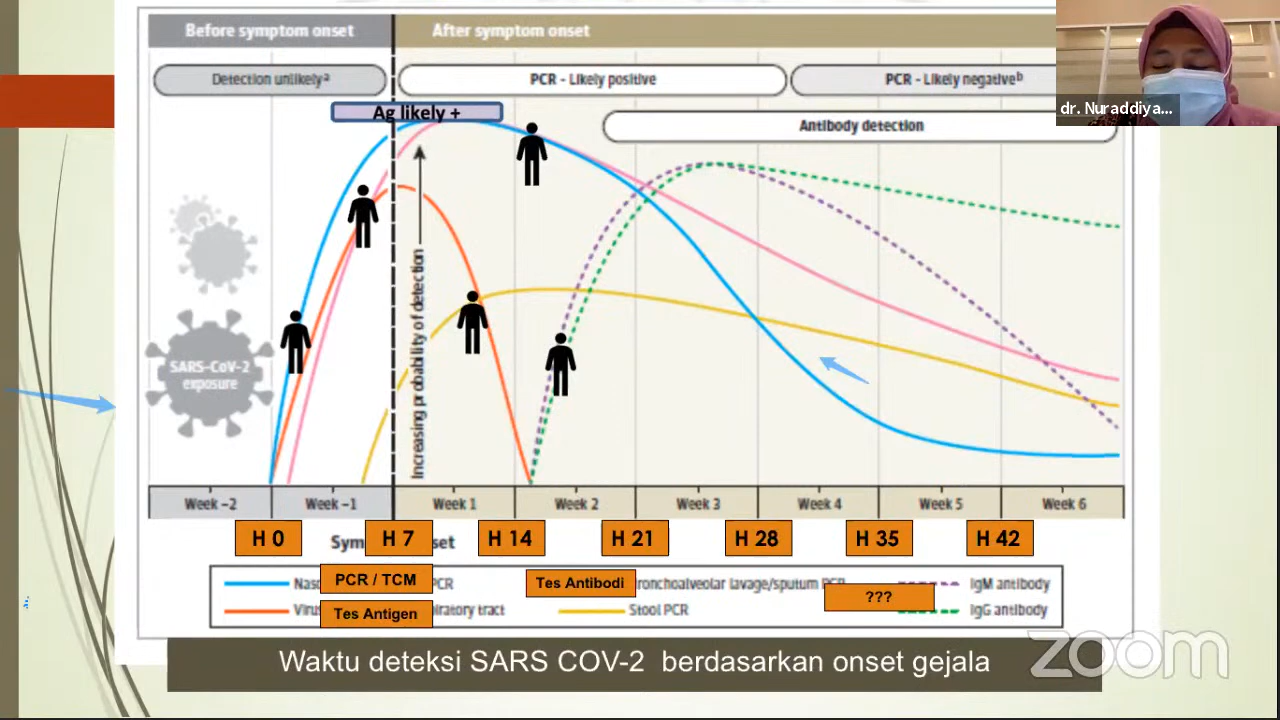 Before symptom onset
After symptom onset
Detection unlikelyᵃ
PCR - Likely positive
PCR - Likely negativeᵇ
dr. Nuraddiya...
Ag likely +
Antibody detection
Increasing probability of detection
SARS-CoV-2
exposure
Week -2
Week -1
Week 1
Week 2
Week 3
Week 4
Week 5
Week 6
H 0
H 7
H 14
H 21
H 28
H 35
H 42
PCR / TCM
PCR
Tes Antibodi
IgM antibody
Tes Antigen
Stool PCR
???
IgG antibody
Waktu deteksi SARS COV-2 berdasarkan onset gejala
zoom